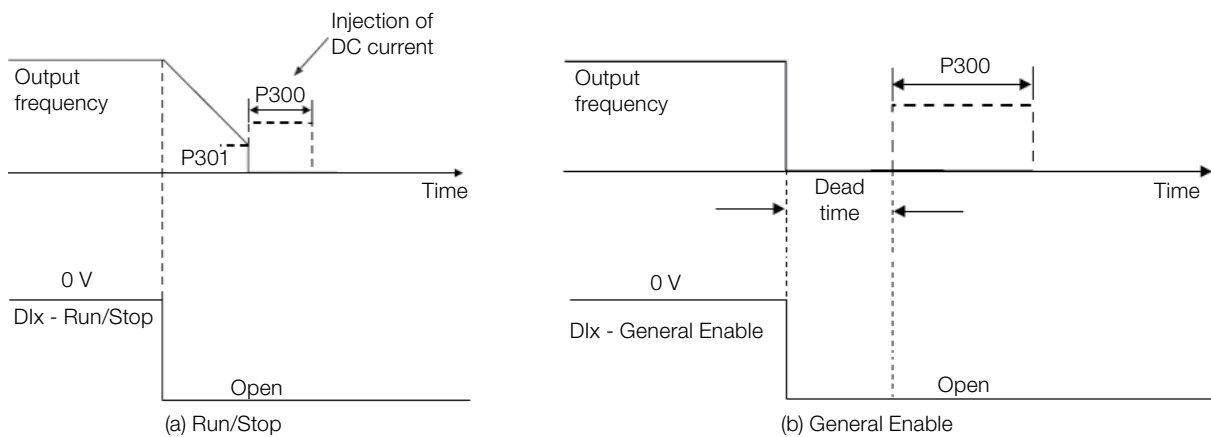 Injection of
DC current
Output
frequency
P300
P301
Time
0 V
DIx - Run/Stop
Open
(a) Run/Stop
P300
Output
frequency
Dead
time
Time
0 V
DIx - General Enable
Open
(b) General Enable